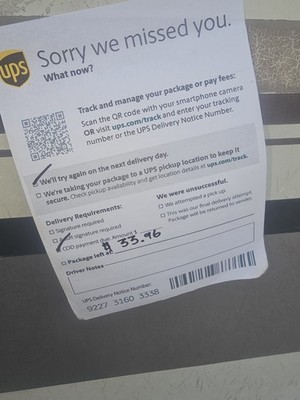 ups
Sorry we missed you.
What now?
Track and manage your package or pay fees:
Scan the QR code with your smartphone camera
OR visit ups.com/track and enter your tracking
number or the UPS Delivery Notice Number.
We'll try again on the next delivery day.
We're taking your package to a UPS pickup location to keep it
secure. Check pickup availability and get location details at ups.com/track.
Delivery Requirements:
Signature required
signature required
COD payment due. Amount $
33.96
Package left at
Driver Notes
We were unsuccessful.
We attempted a pick up.
This was our final delivery attempt.
Package will be returned to vendor.
UPS Delivery Notice Number
9227 3160 3338